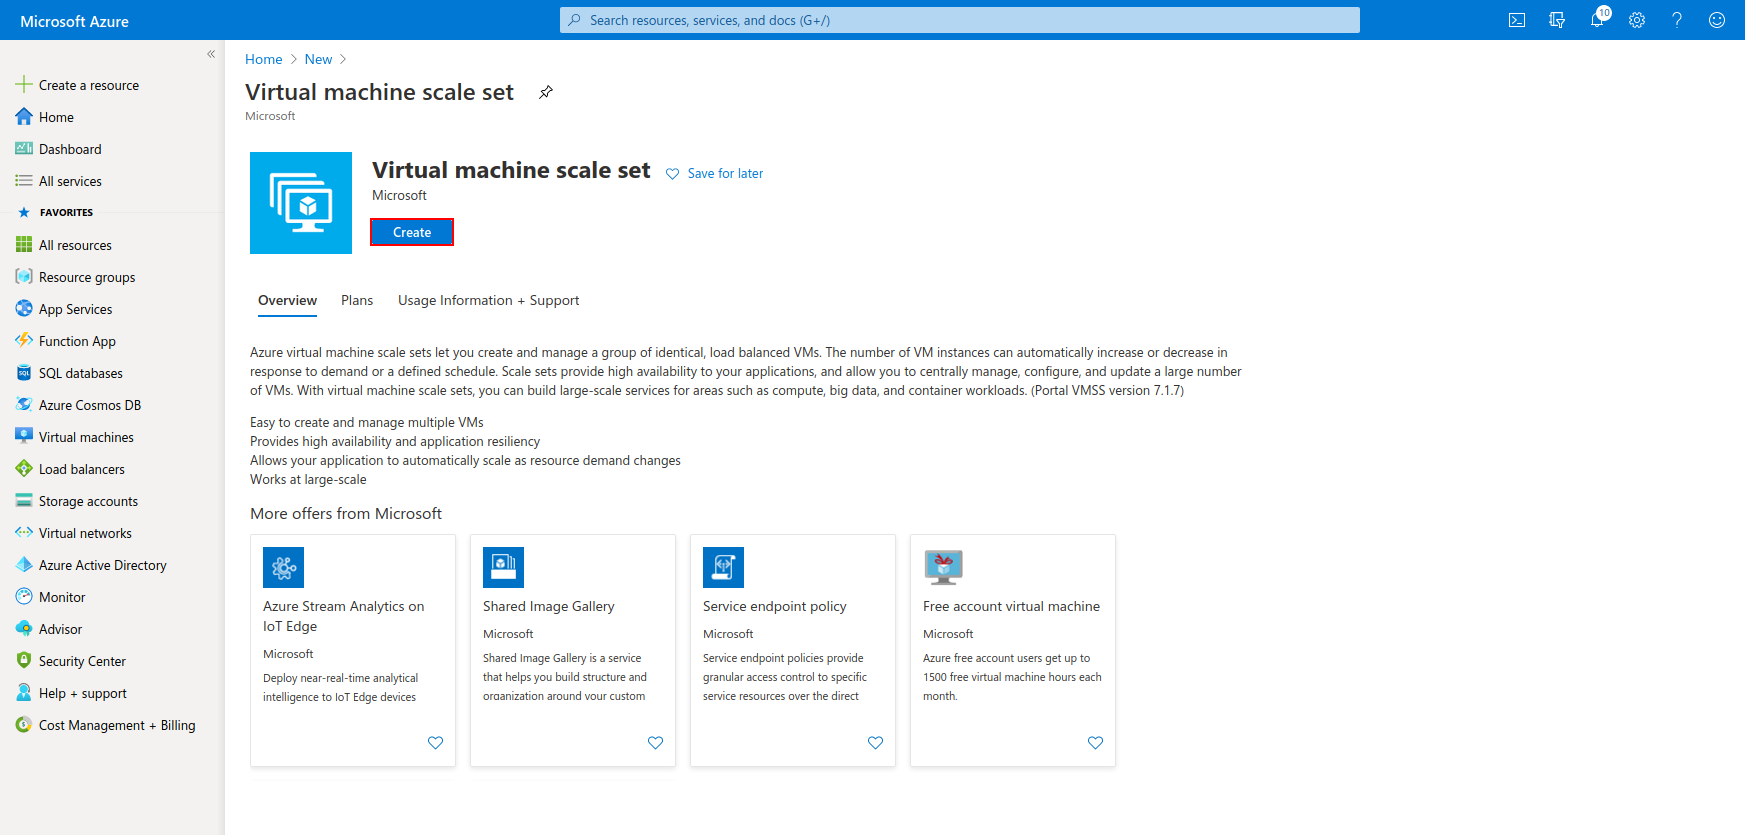 Microsoft Azure
Search resources, services, and docs (G+/)
10
Create a resource
Home
Dashboard
All services
FAVORITES
All resources
Resource groups
App Services
Function App
SQL
SQL databases
Azure Cosmos DB
Virtual machines
Load balancers
Storage accounts
Virtual networks
Azure Active Directory
Monitor
Advisor
Security Center
Help + support
Cost Management + Billing
Home
New
Virtual machine scale set
Microsoft
Virtual machine scale set
Save for later
Microsoft
Create
Overview
Plans
Usage Information + Support
Azure virtual machine scale sets let you create and manage a group of identical, load balanced VMs. The number of VM instances can automatically increase or decrease in
response to demand or a defined schedule. Scale sets provide high availability to your applications, and allow you to centrally manage, configure, and update a large number
of VMs. With virtual machine scale sets, you can build large-scale services for areas such as compute, big data, and container workloads. (Portal VMSS version 7.1.7)
Easy to create and manage multiple VMs
Provides high availability and application resiliency
Allows your application to automatically scale as resource demand changes
Works at large-scale
More offers from Microsoft
Azure Stream Analytics on
IoT Edge
Microsoft
Deploy near-real-time analytical
intelligence to IoT Edge devices
Shared Image Gallery
Microsoft
Shared Image Gallery is a service
that helps you build structure and
organization around your custom
Service endpoint policy
Microsoft
Service endpoint policies provide
granular access control to specific
service resources over the direct
Free account virtual machine
Microsoft
Azure free account users get up to
1500 free virtual machine hours each
month.